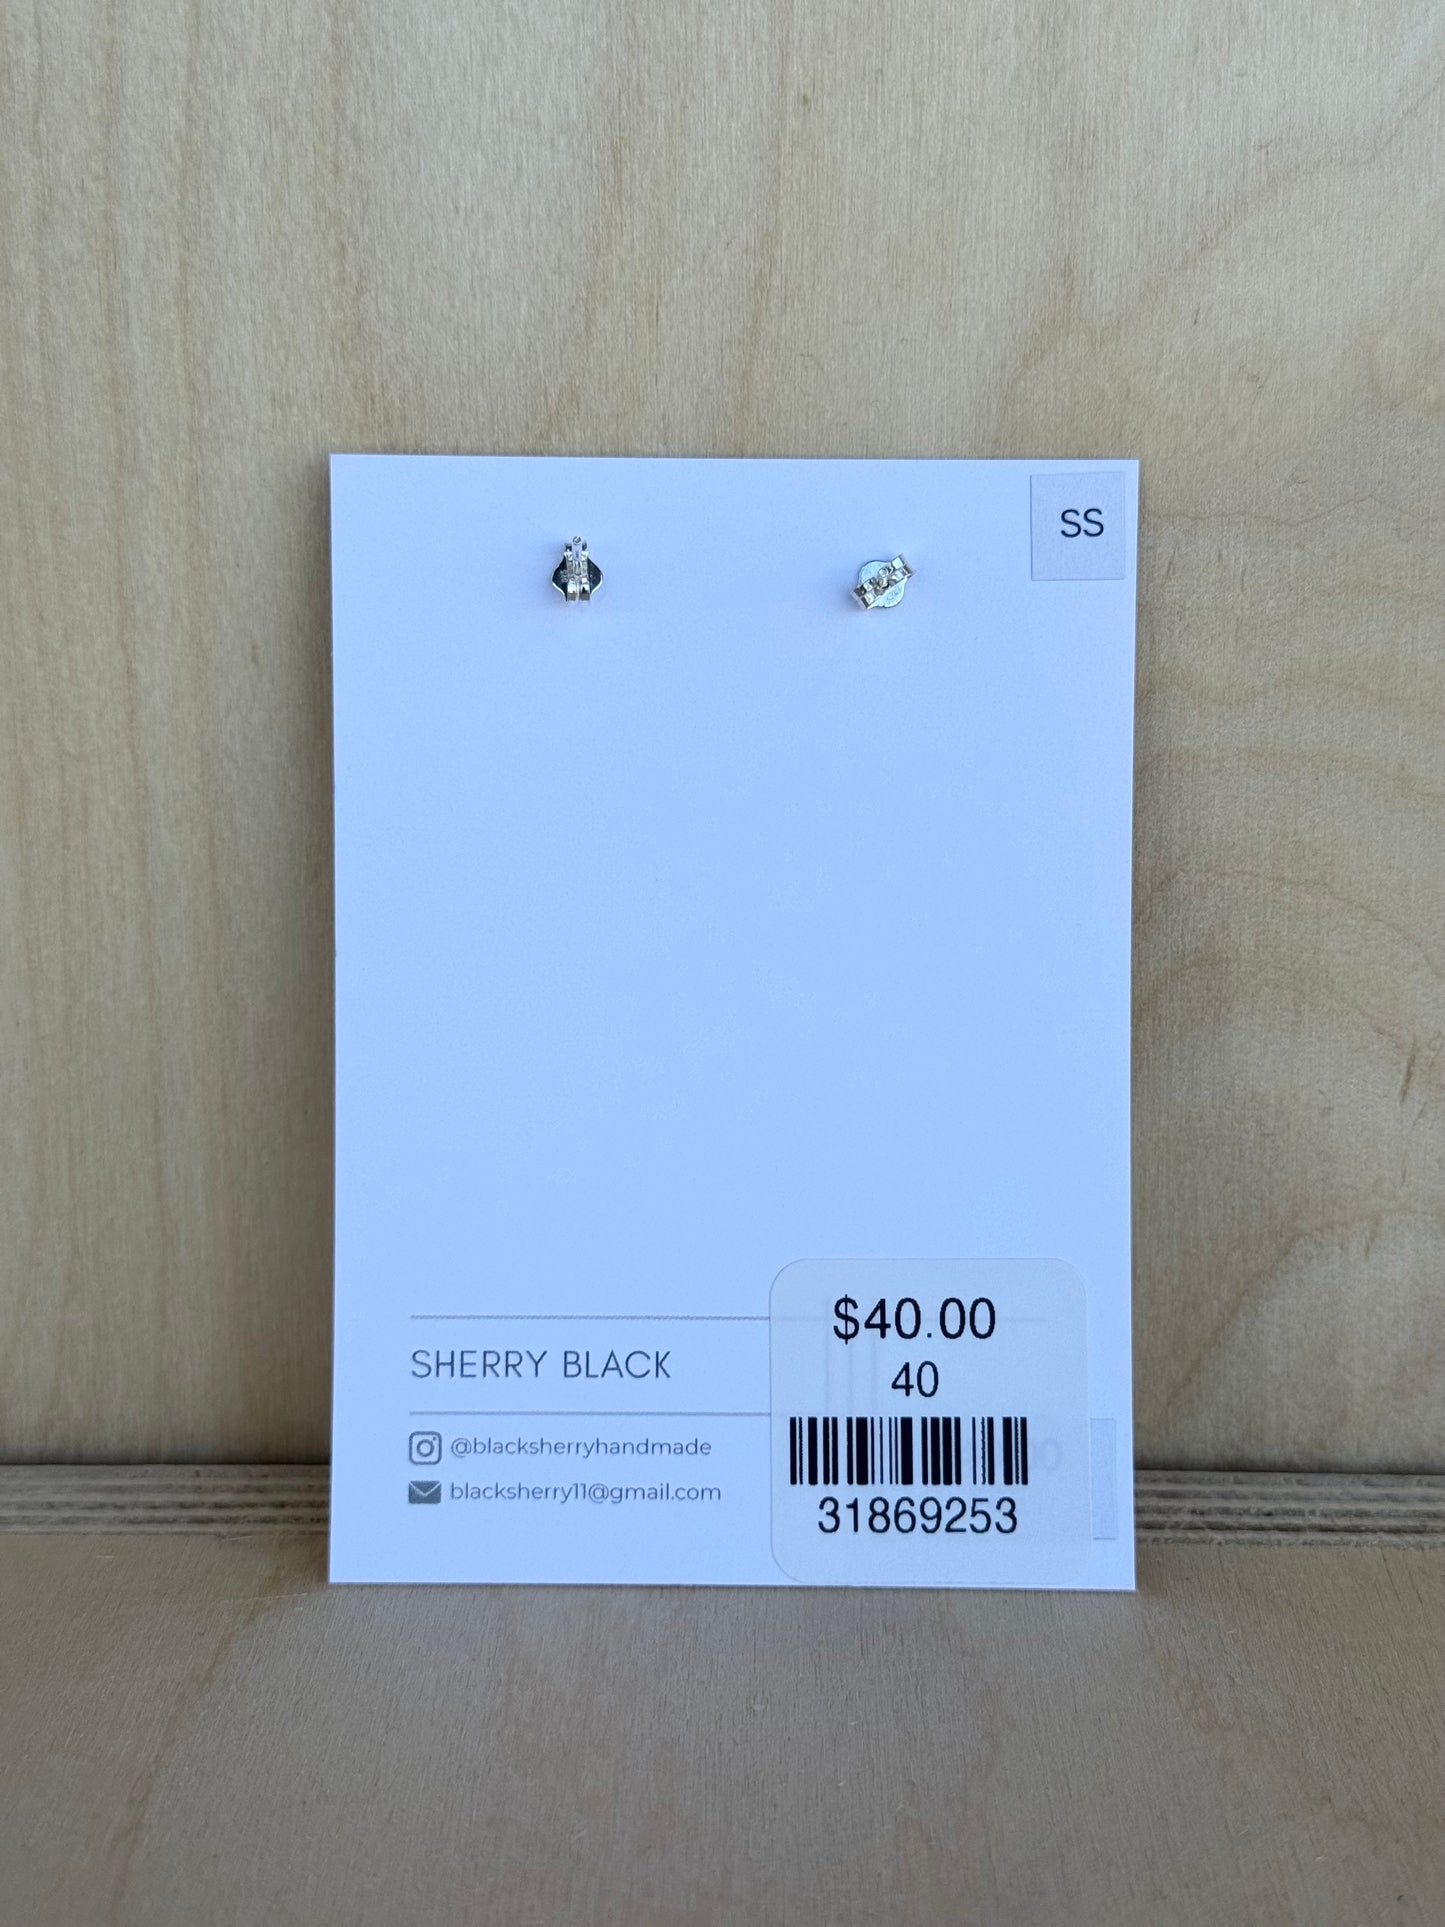 SS
SHERRY BLACK
@blacksherryhandmade
blacksherry11@gmail.com
$40.00
40
31869253